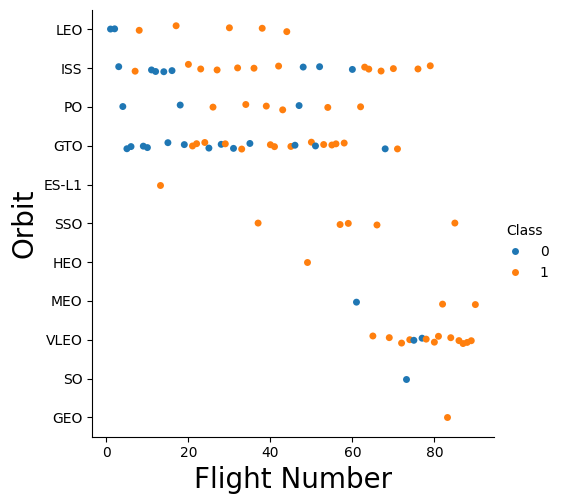 LEO
ISS
PO
GTO
ES-L1
SSO
HEO
MEO
VLEO
SO
GEO
Orbit
0 20 40 60 80
Flight Number
Class
0
1